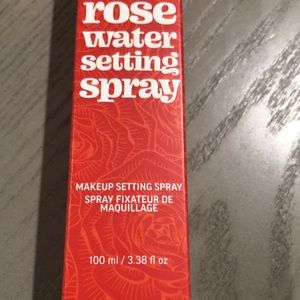 rose
water
setting
spray
MAKEUP SETTING SPRAY
SPRAY FIXATEUR DE
MAQUILLAGE
100 ml / 3.38 fl oz